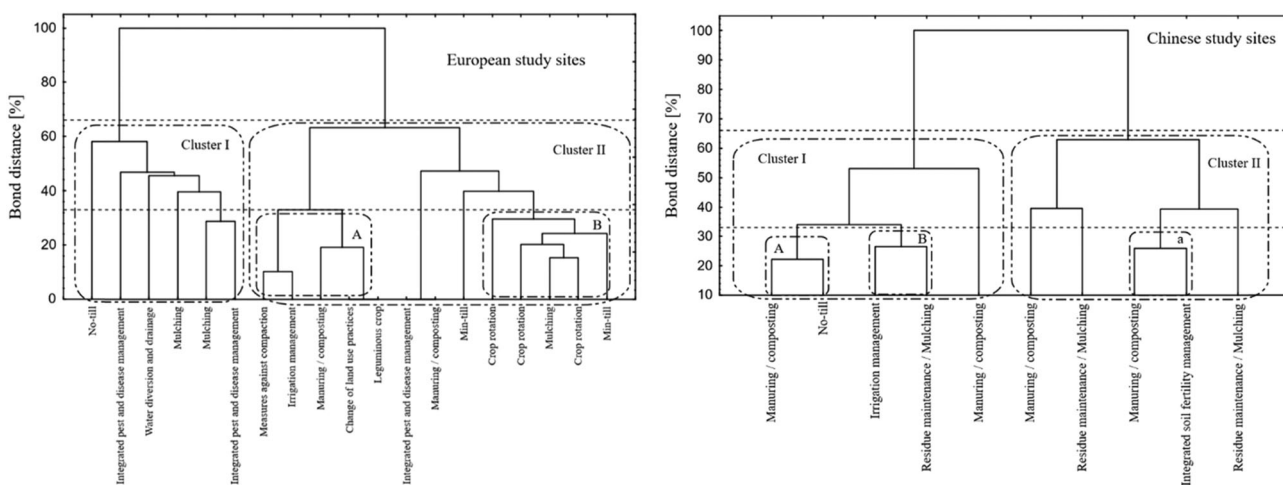 European study sites
Bond distance [%]
100
80
60
40
20
0
Cluster I
Cluster II
A
B
No-till
Integrated pest and disease management
Water diversion and drainage
Mulching
Mulching
Integrated pest and disease management
Measures against compaction
Irrigation management
Manuring / composting
Change of land use practices
Leguminous crop
Integrated pest and disease management
Manuring / composting
Min-till
Crop rotation
Crop rotation
Mulching
Crop rotation
Min-till
Chinese study sites
Bond distance [%]
100
90
80
70
60
50
40
30
20
10
Cluster I
Cluster II
A
B
a
Manuring / composting
No-till
Irrigation management
Residue maintenance / Mulching
Manuring / composting
Manuring / composting
Residue maintenance / Mulching
Manuring / composting
Integrated soil fertility management
Residue maintenance / Mulching